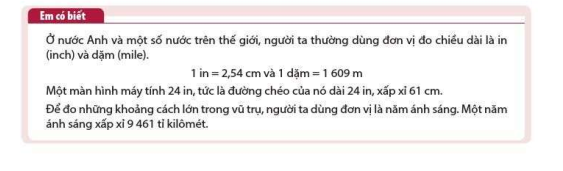 Em có biết
Ở nước Anh và một số nước trên thế giới, người ta thường dùng đơn vị đo chiều dài là in
(inch) và dặm (mile).
1 in = 2,54 cm và 1 dặm = 1 609 m
Một màn hình máy tính 24 in, tức là đường chéo của nó dài 24 in, xấp xỉ 61 cm.
Để đo những khoảng cách lớn trong vũ trụ, người ta dùng đơn vị là năm ánh sáng. Một năm
ánh sáng xấp xỉ 9 461 tỉ kilômét.